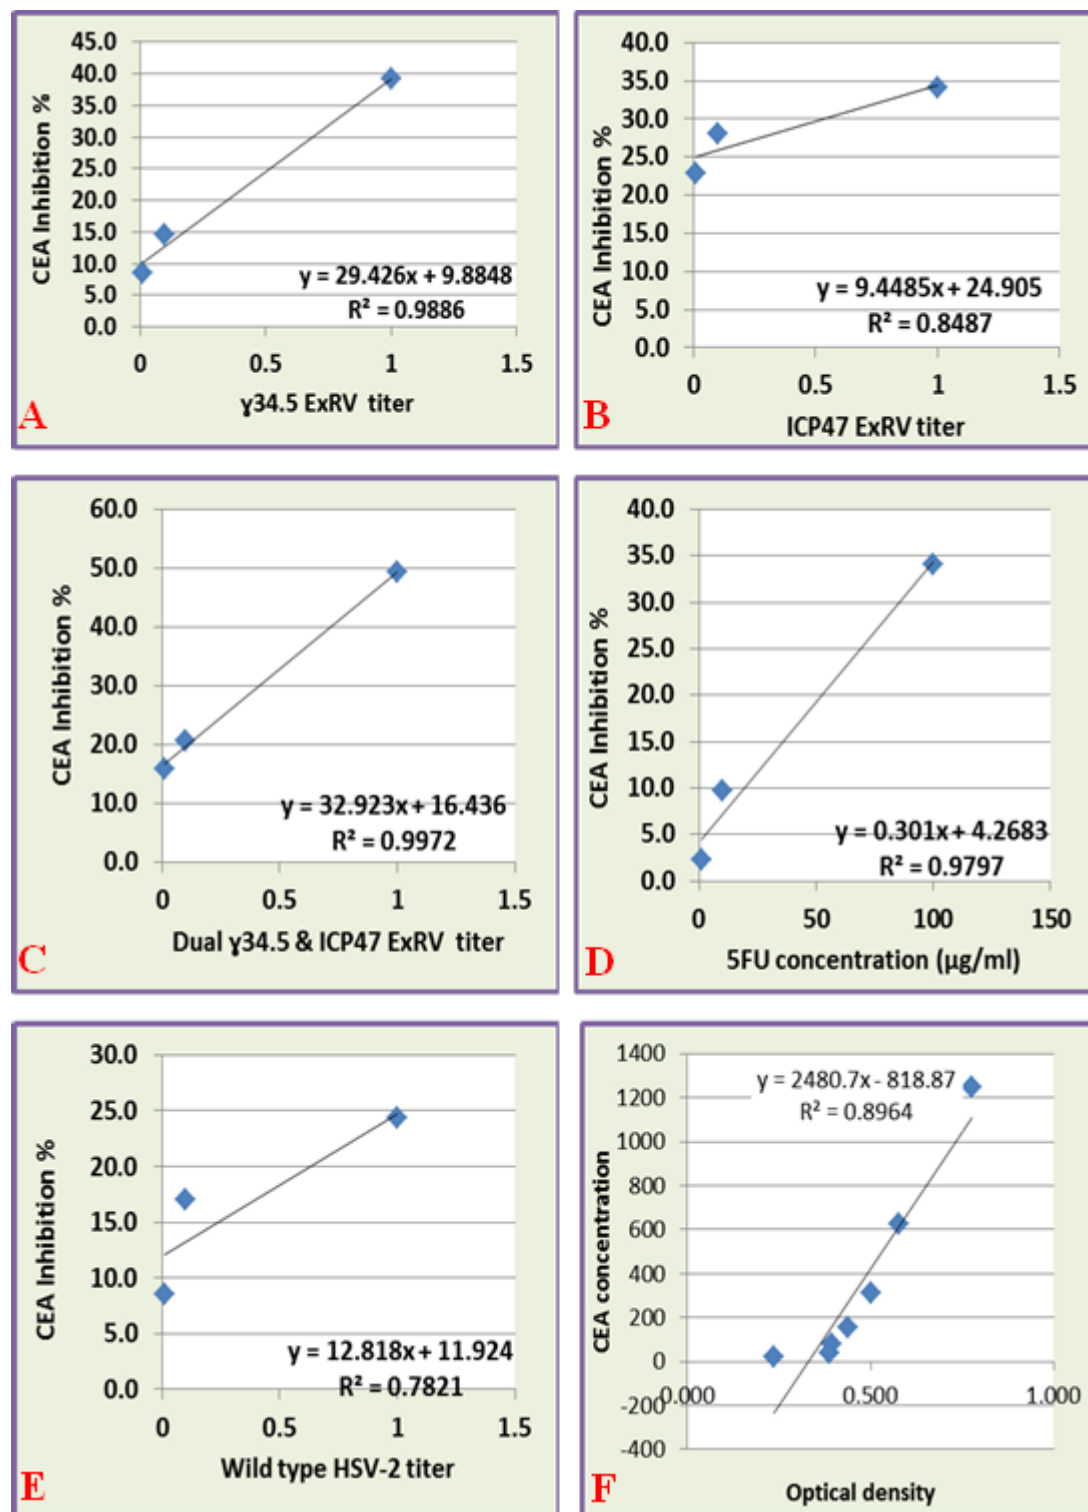 45.0
40.0
35.0
30.0
25.0
20.0
15.0
10.0
5.0
0.0
CEA Inhibition %
y = 29.426x + 9.8848
R² = 0.9886
0 0.5 1 1.5
ɣ34.5 ExRV titer
A
40.0
35.0
30.0
25.0
20.0
15.0
10.0
5.0
0.0
CEA Inhibition %
y = 9.4485x + 24.905
R² = 0.8487
0 0.5 1 1.5
ICP47 ExRV titer
B
60.0
50.0
40.0
30.0
20.0
10.0
0.0
CEA Inhibition %
y = 32.923x + 16.436
R² = 0.9972
0 0.5 1 1.5
Dual ɣ34.5 & ICP47 ExRV titer
C
40.0
35.0
30.0
25.0
20.0
15.0
10.0
5.0
0.0
CEA Inhibition %
y = 0.301x + 4.2683
R² = 0.9797
0 50 100 150
5FU concentration (µg/ml)
D
30.0
25.0
20.0
15.0
10.0
5.0
0.0
CEA Inhibition %
y = 12.818x + 11.924
R² = 0.7821
0 0.5 1 1.5
Wild type HSV-2 titer
E
1400
1200
1000
800
600
400
200
0
-200
-400
CEA concentration
y = 2480.7x - 818.87
R² = 0.8964
0.000 0.500 1.000
Optical density
F